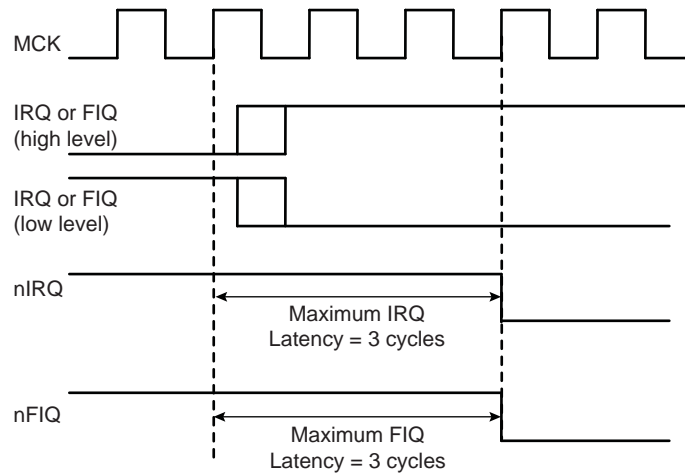 MCK
IRQ or FIQ
(high level)
IRQ or FIQ
(low level)
nIRQ
Maximum IRQ
Latency = 3 cycles
nFIQ
Maximum FIQ
Latency = 3 cycles